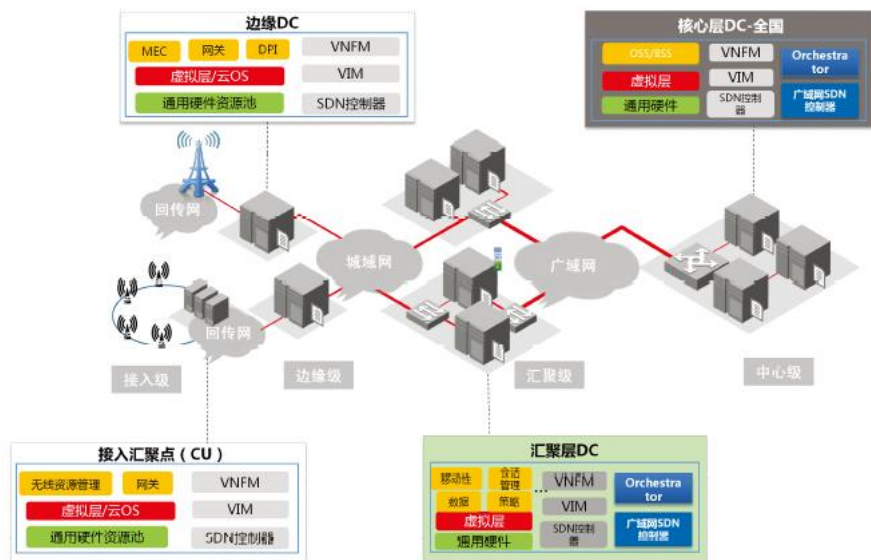 边缘DC
MEC
网关
DPI
VNFM
虚拟层/云OS
VIM
通用硬件资源池
SDN控制器
核心层DC-全国
OSS/BSS
VNFM
Orchestra
tor
虚拟层
VIM
通用硬件
SDN控制
器
广域网SDN
控制器
回传网
城域网
广域网
回传网
接入级
边缘级
汇聚级
中心级
接入汇聚点（CU）
无线资源管理
网关
VNFM
虚拟层/云OS
VIM
通用硬件资源池
SDN控制器
汇聚层DC
移动性
会话
管理
数据
策略
...
VNFM
Orchestra
tor
虚拟层
VIM
通用硬件
SDN控制
器
广域网SDN
控制器